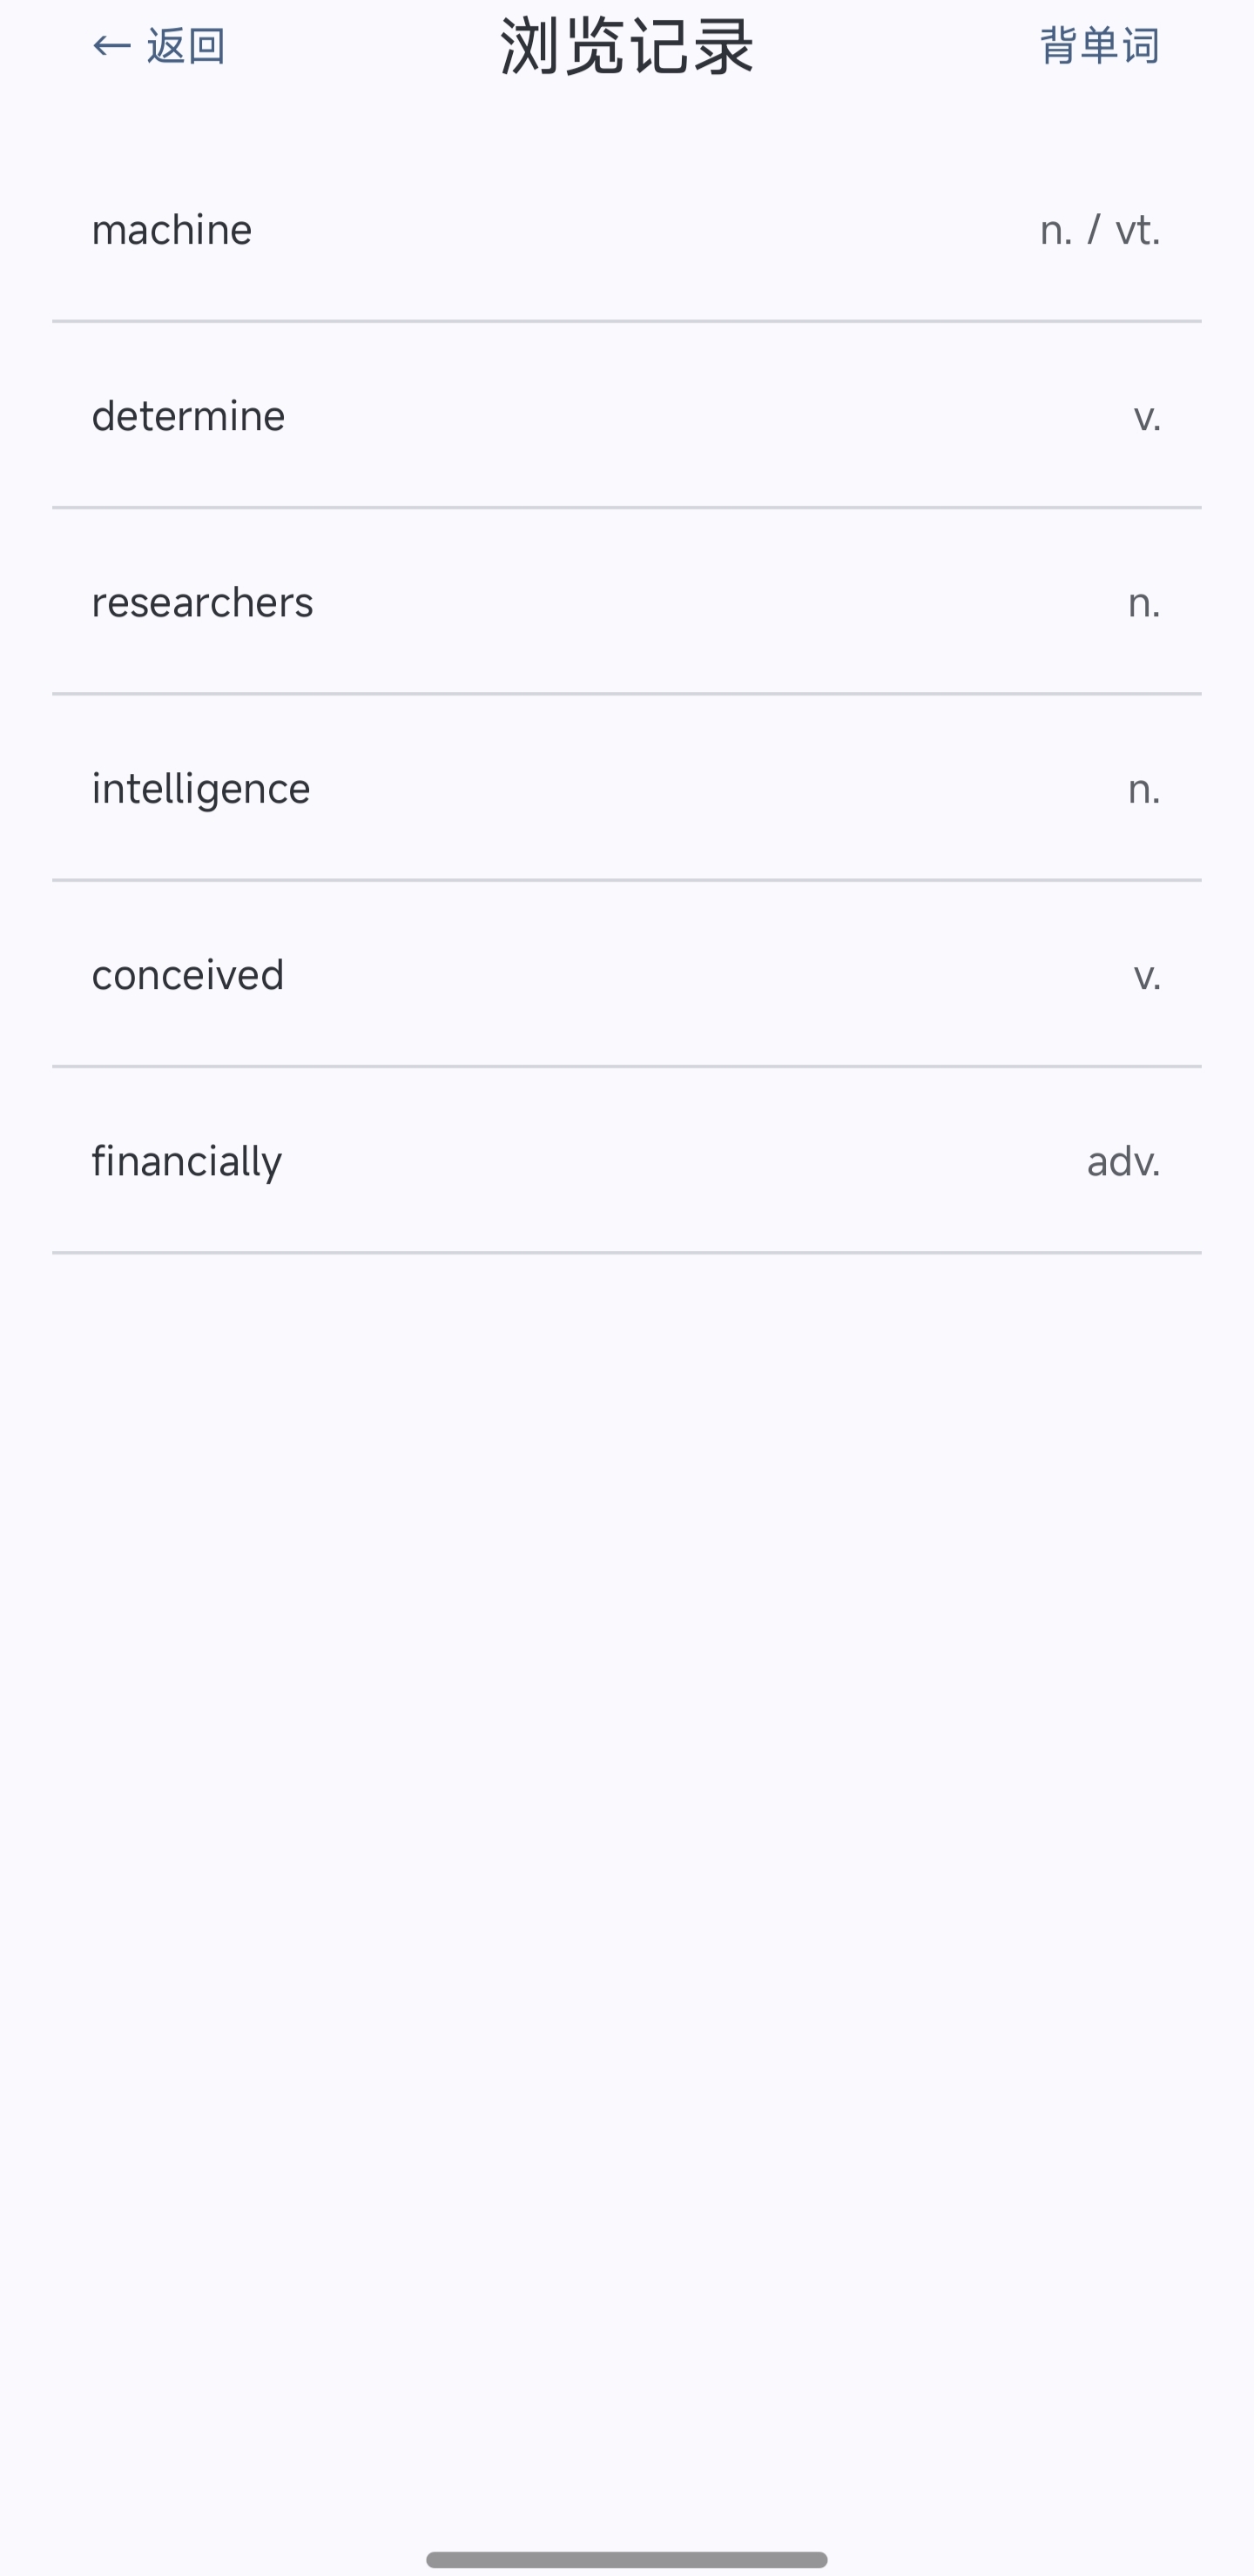 ← 返回 浏览记录 背单词
machine n. / vt.
determine v.
researchers n.
intelligence n.
conceived v.
financially adv.